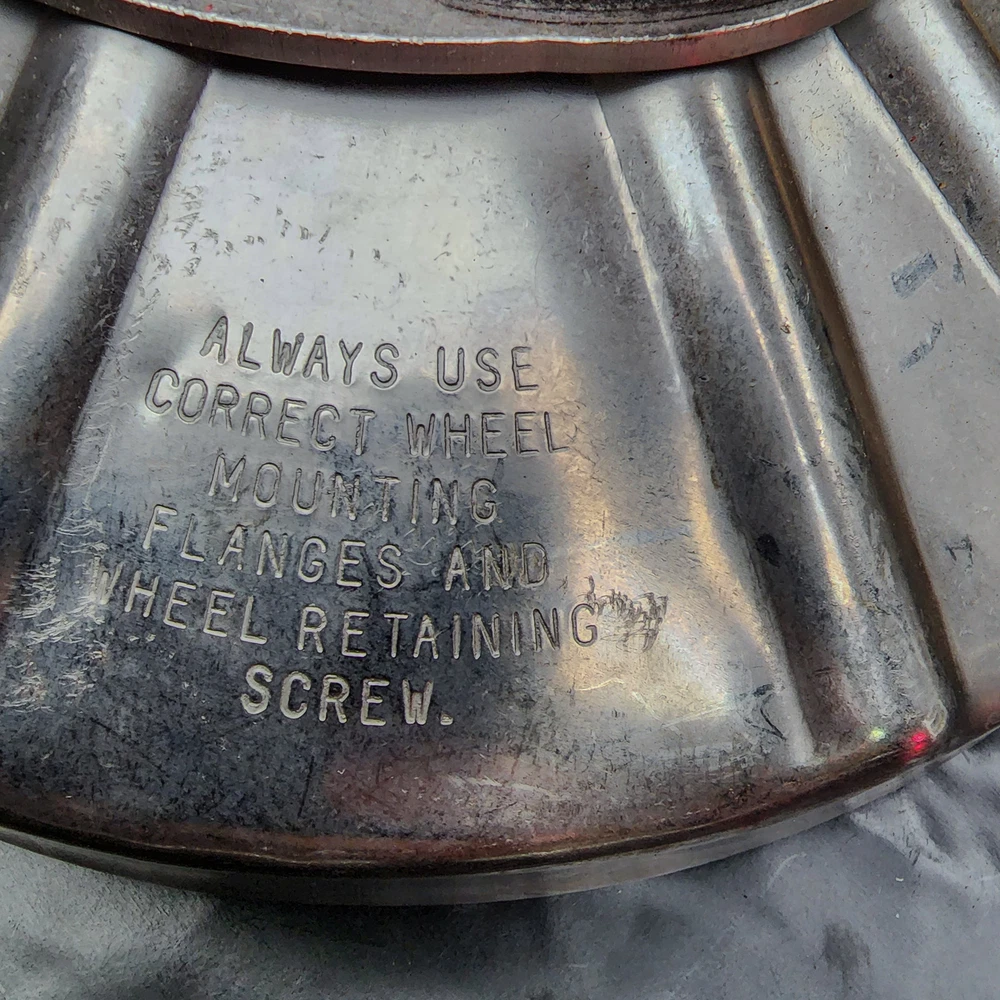 ALWAYS USE
CORRECT WHEEL
MOUNTING
FLANGES AND
WHEEL RETAINING
SCREW.